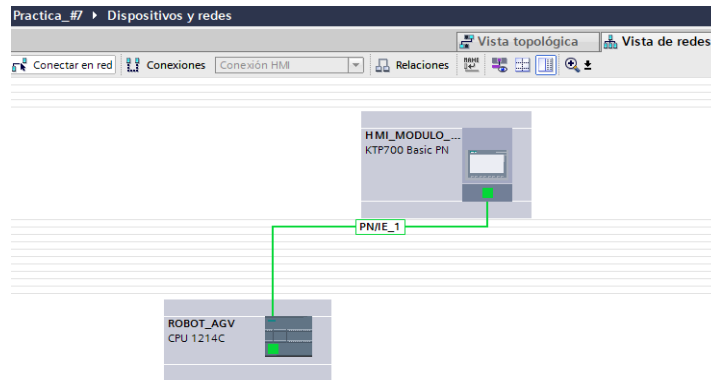 Practica_#7 ▸ Dispositivos y redes
Vista topológica Vista de redes
Conectar en red Conexiones Conexión HMI Relaciones
HMI_MODULO_...
KTP700 Basic PN
PN/IE_1
ROBOT_AGV
CPU 1214C